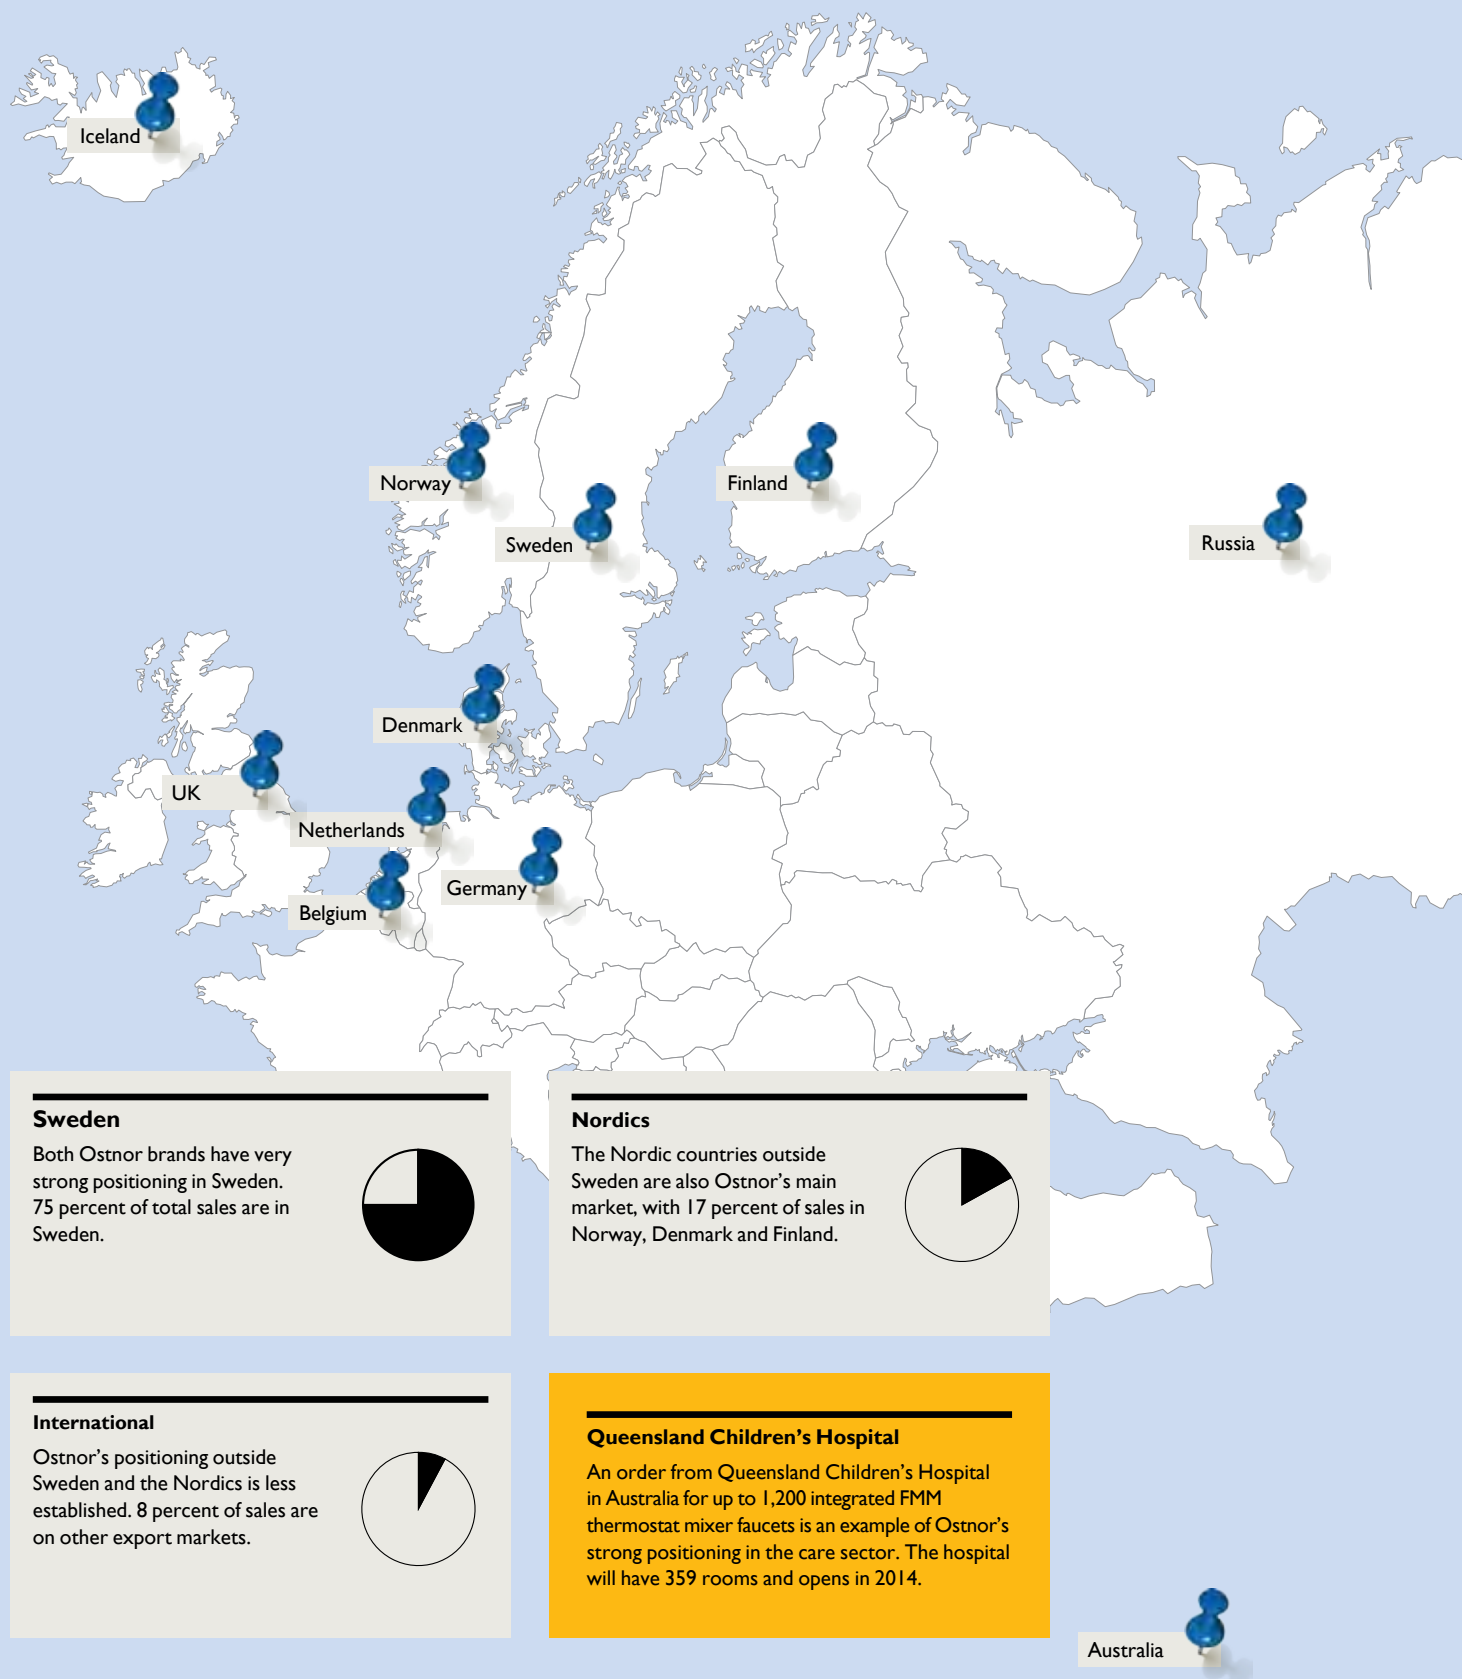 Iceland
Norway
Finland
Sweden
Russia
Denmark
UK
Netherlands
Germany
Belgium
Sweden
Both Ostnor brands have very
strong positioning in Sweden.
75 percent of total sales are in
Sweden.
Nordics
The Nordic countries outside
Sweden are also Ostnor's main
market, with 17 percent of sales in
Norway, Denmark and Finland.
International
Ostnor's positioning outside
Sweden and the Nordics is less
established. 8 percent of sales are
on other export markets.
Queensland Children's Hospital
An order from Queensland Children's Hospital
in Australia for up to 1,200 integrated FMM
thermostat mixer faucets is an example of Ostnor's
strong positioning in the care sector. The hospital
will have 359 rooms and opens in 2014.
Australia